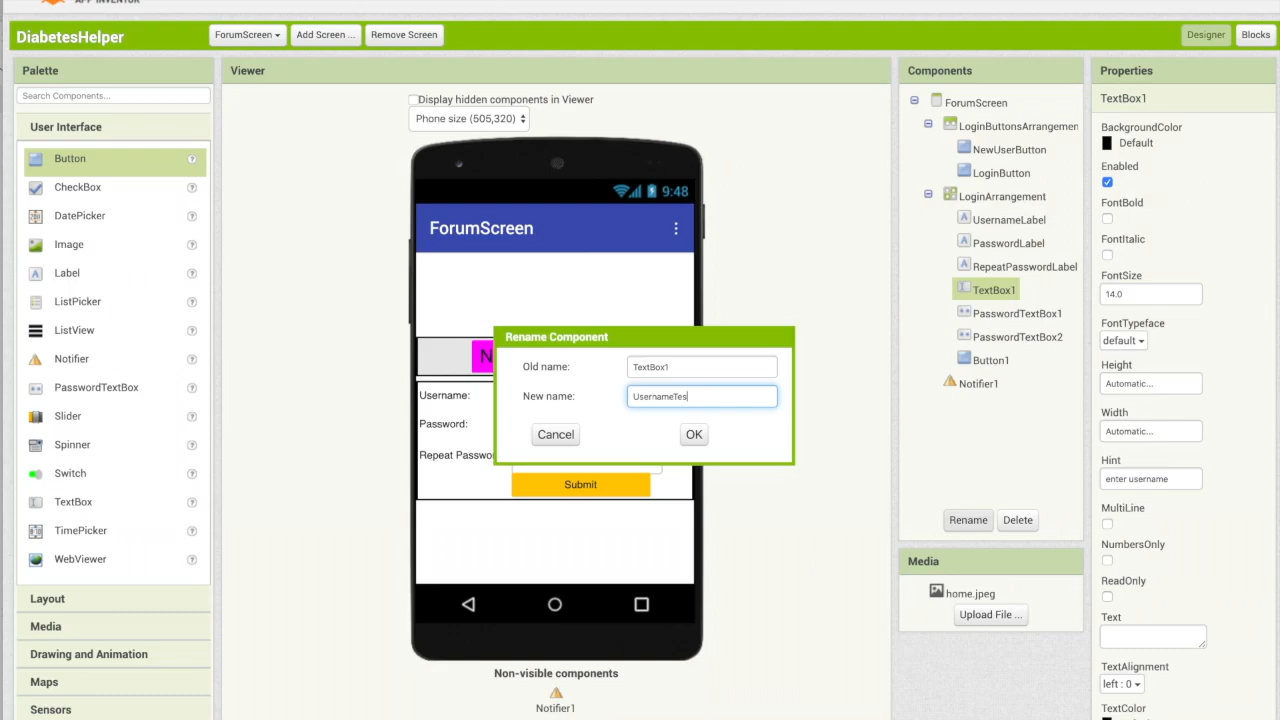 APP INVENTOR
DiabetesHelper
ForumScreen
Add Screen ...
Remove Screen
Designer
Blocks
Palette
Search Components...
User Interface
Button
CheckBox
DatePicker
Image
Label
ListPicker
ListView
Notifier
PasswordTextBox
Slider
Spinner
Switch
TextBox
TimePicker
WebViewer
Layout
Media
Drawing and Animation
Maps
Sensors
Viewer
Display hidden components in Viewer
Phone size (505,320)
9:48
ForumScreen
N
Username:
Password:
Repeat Passwo
Submit
Rename Component
Old name:
TextBox1
New name:
UsernameTes
Cancel
OK
Non-visible components
Notifier1
Components
ForumScreen
LoginButtonsArrangemen
NewUserButton
LoginButton
LoginArrangement
UsernameLabel
PasswordLabel
RepeatPasswordLabel
TextBox1
PasswordTextBox1
PasswordTextBox2
Button1
Notifier1
Rename
Delete
Media
home.jpeg
Upload File ...
Properties
TextBox1
BackgroundColor
Default
Enabled
FontBold
FontItalic
FontSize
14.0
FontTypeface
default
Height
Automatic...
Width
Automatic...
Hint
enter username
MultiLine
NumbersOnly
ReadOnly
Text
TextAlignment
left : 0
TextColor